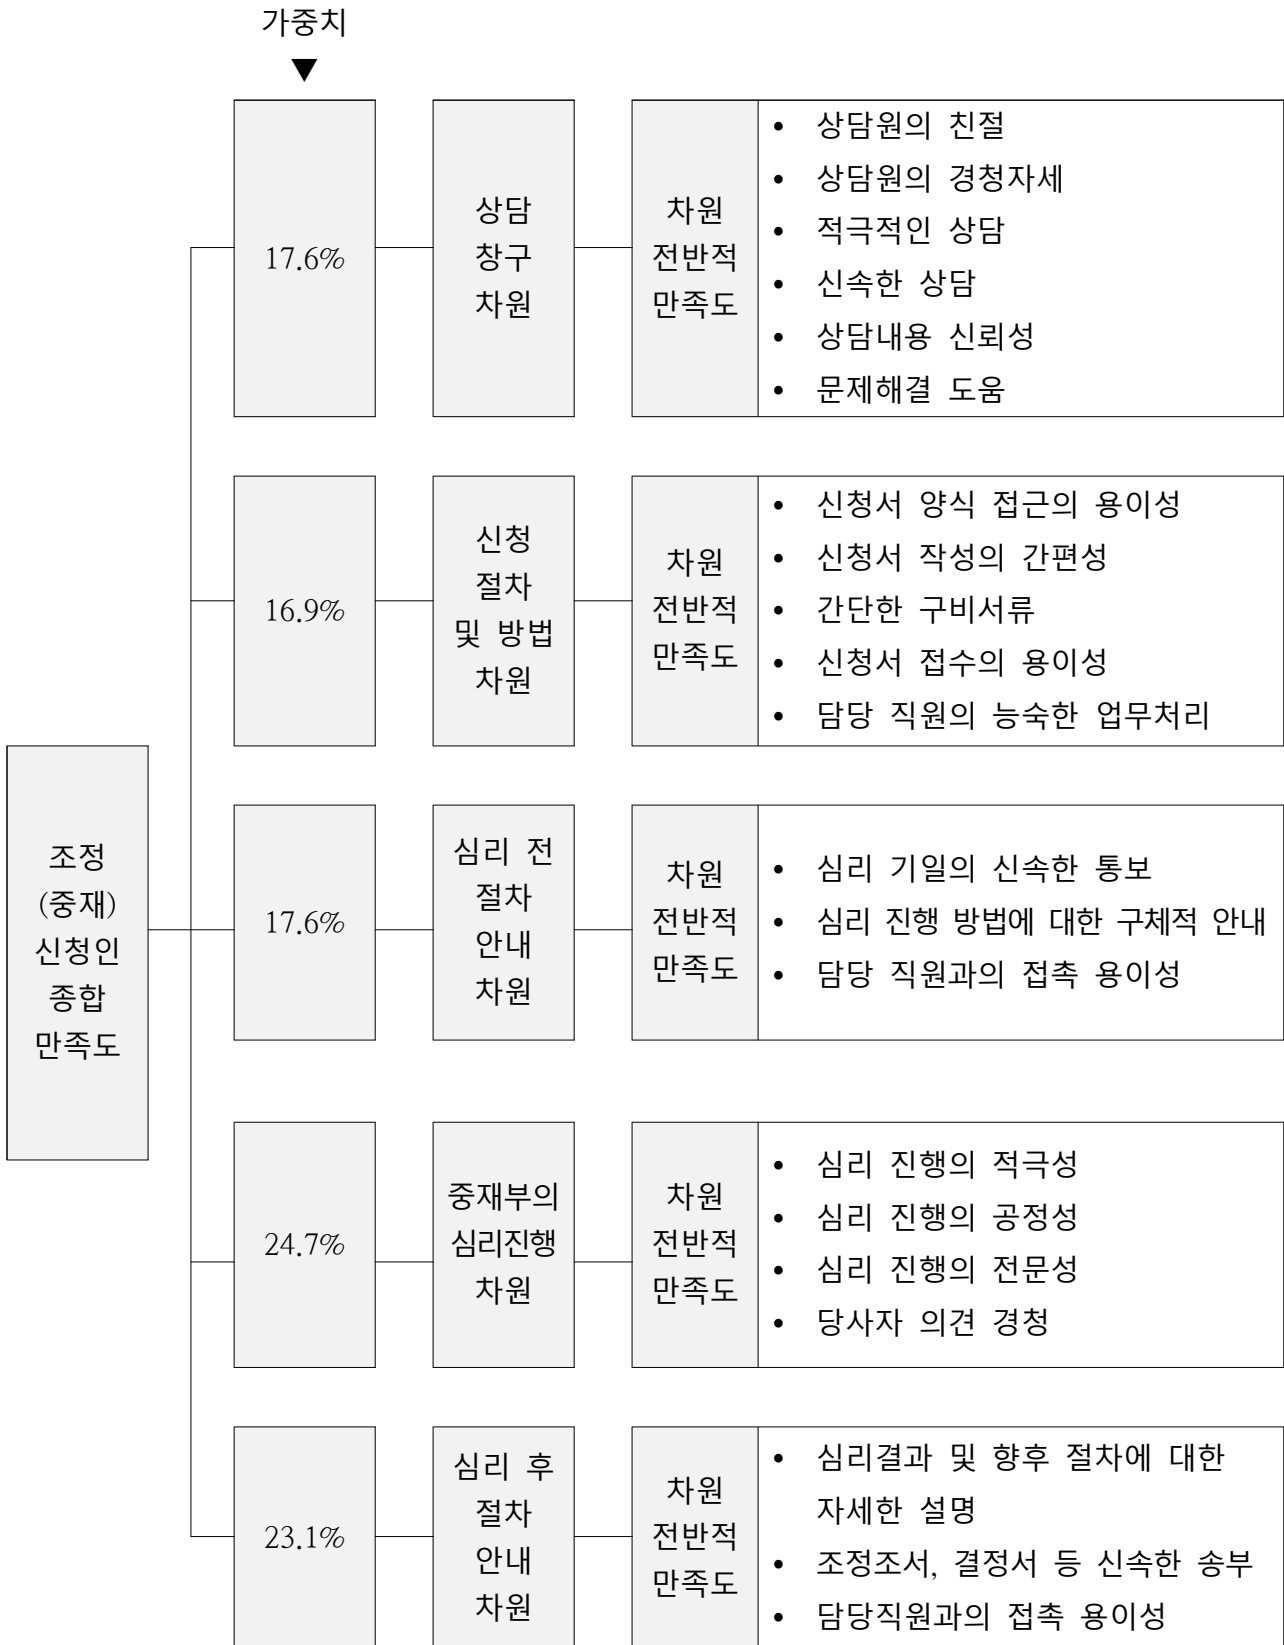 가중치
▼
17.6%
상담
창구
차원
차원
전반적
만족도
• 상담원의 친절
• 상담원의 경청자세
• 적극적인 상담
• 신속한 상담
• 상담내용 신뢰성
• 문제해결 도움
16.9%
신청
절차
및 방법
차원
차원
전반적
만족도
• 신청서 양식 접근의 용이성
• 신청서 작성의 간편성
• 간단한 구비서류
• 신청서 접수의 용이성
• 담당 직원의 능숙한 업무처리
조정
(중재)
신청인
종합
만족도
17.6%
심리 전
절차
안내
차원
차원
전반적
만족도
• 심리 기일의 신속한 통보
• 심리 진행 방법에 대한 구체적 안내
• 담당 직원과의 접촉 용이성
24.7%
중재부의
심리진행
차원
차원
전반적
만족도
• 심리 진행의 적극성
• 심리 진행의 공정성
• 심리 진행의 전문성
• 당사자 의견 경청
23.1%
심리 후
절차
안내
차원
차원
전반적
만족도
• 심리결과 및 향후 절차에 대한
자세한 설명
• 조정조서, 결정서 등 신속한 송부
• 담당직원과의 접촉 용이성